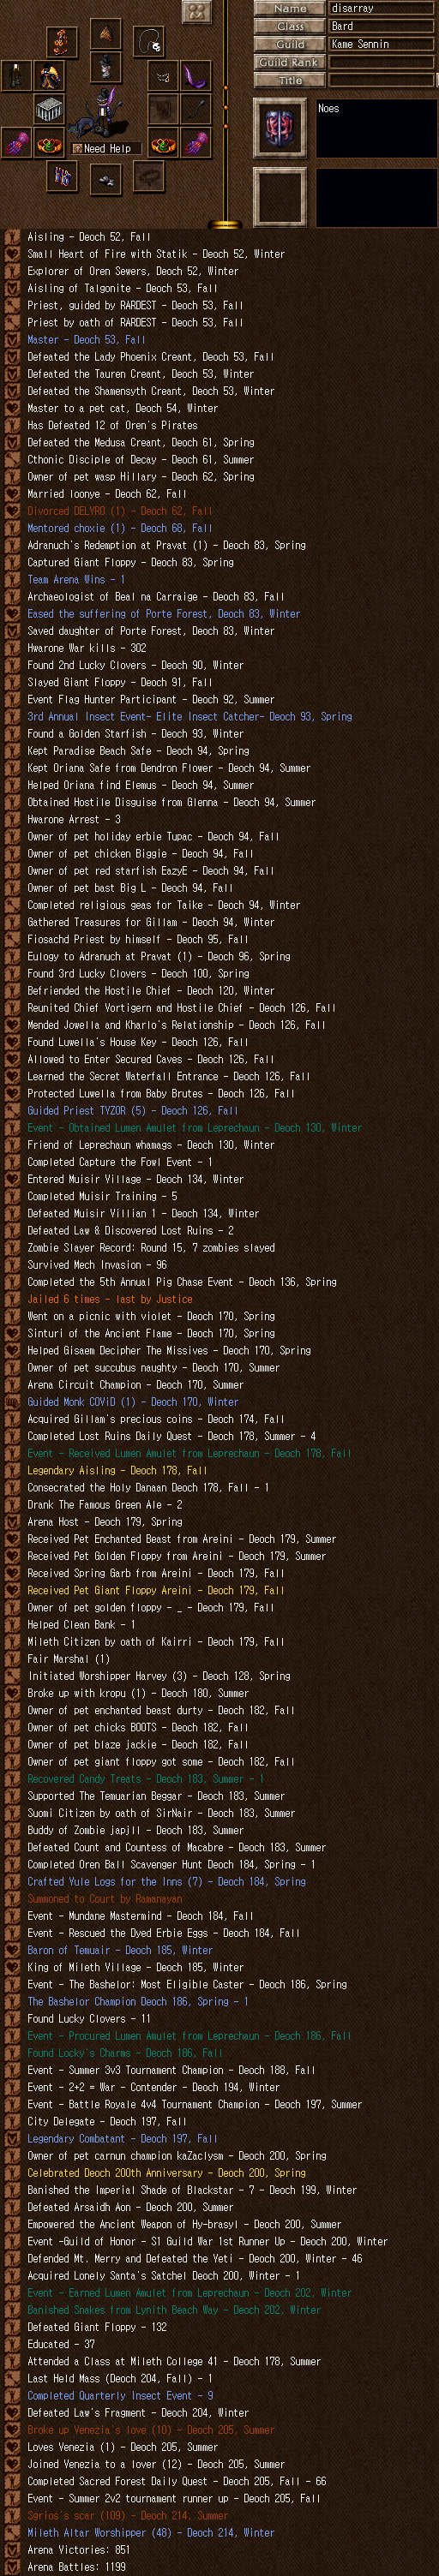 Name disarray
Class Bard
Guild Kame Sennin
Guild Rank
Title
Noes
Need Help
Aisling - Deoch 52, Fall
Small Heart of Fire with Statik - Deoch 52, Winter
Explorer of Oren Sewers, Deoch 52, Winter
Aisling of Talgonite - Deoch 53, Fall
Priest, guided by RARDEST - Deoch 53, Fall
Priest by oath of RARDEST - Deoch 53, Fall
Master - Deoch 53, Fall
Defeated the Lady Phoenix Creant, Deoch 53, Fall
Defeated the Tauren Creant, Deoch 53, Winter
Defeated the Shamensyth Creant, Deoch 53, Winter
Master to a pet cat, Deoch 54, Winter
Has Defeated 12 of Oren's Pirates
Defeated the Medusa Creant, Deoch 61, Spring
Cthonic Disciple of Decay - Deoch 61, Summer
Owner of pet wasp Hillary - Deoch 62, Spring
Married loonye - Deoch 62, Fall
Divorced DELYRO (1) - Deoch 62, Fall
Mentored choxie (1) - Deoch 68, Fall
Adranuch's Redemption at Pravat (1) - Deoch 83, Spring
Captured Giant Floppy - Deoch 83, Spring
Team Arena Wins - 1
Archaeologist of Beal na Carraige - Deoch 83, Fall
Eased the suffering of Porte Forest, Deoch 83, Winter
Saved daughter of Porte Forest, Deoch 83, Winter
Hwarone War kills - 302
Found 2nd Lucky Clovers - Deoch 90, Winter
Slayed Giant Floppy - Deoch 91, Fall
Event Flag Hunter Participant - Deoch 92, Summer
3rd Annual Insect Event- Elite Insect Catcher- Deoch 93, Spring
Found a Golden Starfish - Deoch 93, Winter
Kept Paradise Beach Safe - Deoch 94, Spring
Kept Oriana Safe from Dendron Flower - Deoch 94, Summer
Helped Oriana find Elemus - Deoch 94, Summer
Obtained Hostile Disguise from Glenna - Deoch 94, Summer
Hwarone Arrest - 3
Owner of pet holiday erbie Tupac - Deoch 94, Fall
Owner of pet chicken Biggie - Deoch 94, Fall
Owner of pet red starfish EazyE - Deoch 94, Fall
Owner of pet bast Big L - Deoch 94, Fall
Completed religious geas for Taike - Deoch 94, Winter
Gathered Treasures for Gillam - Deoch 94, Winter
Fiosachd Priest by himself - Deoch 95, Fall
Eulogy to Adranuch at Pravat (1) - Deoch 96, Spring
Found 3rd Lucky Clovers - Deoch 100, Spring
Befriended the Hostile Chief - Deoch 120, Winter
Reunited Chief Vortigern and Hostile Chief - Deoch 126, Fall
Mended Jowella and Kharlo's Relationship - Deoch 126, Fall
Found Luwella's House Key - Deoch 126, Fall
Allowed to Enter Secured Caves - Deoch 126, Fall
Learned the Secret Waterfall Entrance - Deoch 126, Fall
Protected Luwella from Baby Brutes - Deoch 126, Fall
Guided Priest TYZOR (5) - Deoch 126, Fall
Event - Obtained Lumen Amulet from Leprechaun - Deoch 130, Winter
Friend of Leprechaun whamags - Deoch 130, Winter
Completed Capture the Fowl Event - 1
Entered Muisir Village - Deoch 134, Winter
Completed Muisir Training - 5
Defeated Muisir Villian 1 - Deoch 134, Winter
Defeated Law & Discovered Lost Ruins - 2
Zombie Slayer Record: Round 15, 7 zombies slayed
Survived Mech Invasion - 96
Completed the 5th Annual Pig Chase Event - Deoch 136, Spring
Jailed 6 times - last by Justice
Went on a picnic with violet - Deoch 170, Spring
Sinturi of the Ancient Flame - Deoch 170, Spring
Helped Gisaem Decipher The Missives - Deoch 170, Spring
Owner of pet succubus naughty - Deoch 170, Summer
Arena Circuit Champion - Deoch 170, Summer
Guided Monk COViD (1) - Deoch 170, Winter
Acquired Gillam's precious coins - Deoch 174, Fall
Completed Lost Ruins Daily Quest - Deoch 178, Summer - 4
Event - Received Lumen Amulet from Leprechaun - Deoch 178, Fall
Legendary Aisling - Deoch 178, Fall
Consecrated the Holy Danaan Deoch 178, Fall - 1
Drank The Famous Green Ale - 2
Arena Host - Deoch 179, Spring
Received Pet Enchanted Beast from Areini - Deoch 179, Summer
Received Pet Golden Floppy from Areini - Deoch 179, Summer
Received Spring Garb from Areini - Deoch 179, Fall
Received Pet Giant Floppy Areini - Deoch 179, Fall
Owner of pet golden floppy - _ - Deoch 179, Fall
Helped Clean Bank - 1
Mileth Citizen by oath of Kairri - Deoch 179, Fall
Fair Marshal (1)
Initiated Worshipper Harvey (3) - Deoch 128, Spring
Broke up with kropu (1) - Deoch 180, Summer
Owner of pet enchanted beast durty - Deoch 182, Fall
Owner of pet chicks BOOTS - Deoch 182, Fall
Owner of pet blaze jackie - Deoch 182, Fall
Owner of pet giant floppy got some - Deoch 182, Fall
Recovered Candy Treats - Deoch 183, Summer - 1
Supported The Temuarian Beggar - Deoch 183, Summer
Suomi Citizen by oath of SirNair - Deoch 183, Summer
Buddy of Zombie japjll - Deoch 183, Summer
Defeated Count and Countess of Macabre - Deoch 183, Summer
Completed Oren Ball Scavenger Hunt Deoch 184, Spring - 1
Crafted Yule Logs for the Inns (7) - Deoch 184, Spring
Summoned to Court by Ramanayan
Event - Mundane Mastermind - Deoch 184, Fall
Event - Rescued the Dyed Erbie Eggs - Deoch 184, Fall
Baron of Temuair - Deoch 185, Winter
King of Mileth Village - Deoch 185, Winter
Event - The Bashelor: Most Eligible Caster - Deoch 186, Spring
The Bashelor Champion Deoch 186, Spring - 1
Found Lucky Clovers - 11
Event - Procured Lumen Amulet from Leprechaun - Deoch 186, Fall
Found Locky's Charms - Deoch 186, Fall
Event - Summer 3v3 Tournament Champion - Deoch 188, Fall
Event - 2+2 = War - Contender - Deoch 194, Winter
Event - Battle Royale 4v4 Tournament Champion - Deoch 197, Summer
City Delegate - Deoch 197, Fall
Legendary Combatant - Deoch 197, Fall
Owner of pet carnun champion kaZaclysm - Deoch 200, Spring
Celebrated Deoch 200th Anniversary - Deoch 200, Spring
Banished the Imperial Shade of Blackstar - 7 - Deoch 199, Winter
Defeated Arsaidh Aon - Deoch 200, Summer
Empowered the Ancient Weapon of Hy-brasyl - Deoch 200, Summer
Event -Guild of Honor - S1 Guild War 1st Runner Up - Deoch 200, Winter
Defended Mt. Merry and Defeated the Yeti - Deoch 200, Winter - 46
Acquired Lonely Santa's Satchel Deoch 200, Winter - 1
Event - Earned Lumen Amulet from Leprechaun - Deoch 202, Winter
Banished Snakes from Lynith Beach Way - Deoch 202, Winter
Defeated Giant Floppy - 132
Educated - 37
Attended a Class at Mileth College 41 - Deoch 178, Summer
Last Held Mass (Deoch 204, Fall) - 1
Completed Quarterly Insect Event - 9
Defeated Law's Fragment - Deoch 204, Winter
Broke up Venezia's love (10) - Deoch 205, Summer
Loves Venezia (1) - Deoch 205, Summer
Joined Venezia to a lover (12) - Deoch 205, Summer
Completed Sacred Forest Daily Quest - Deoch 205, Fall - 66
Event - Summer 2v2 tournament runner up - Deoch 205, Fall
Sgrios's scar (109) - Deoch 214, Summer
Mileth Altar Worshipper (48) - Deoch 214, Winter
Arena Victories: 851
Arena Battles: 1199